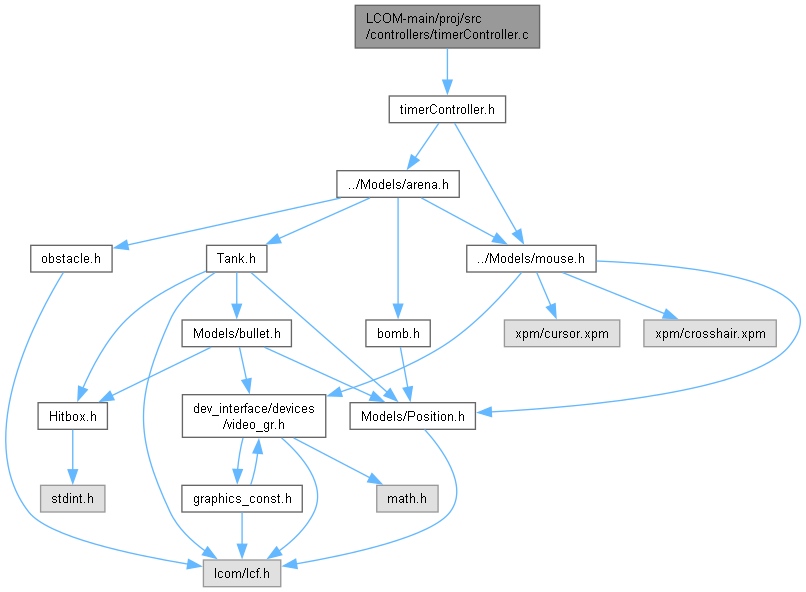 LCOM-main/proj/src
/controllers/timerController.c
timerController.h
../Models/arena.h
obstacle.h
Tank.h
../Models/mouse.h
Models/bullet.h
bomb.h
xpm/cursor.xpm
xpm/crosshair.xpm
Hitbox.h
dev_interface/devices
/video_gr.h
Models/Position.h
stdint.h
graphics_const.h
math.h
lcom/lcf.h